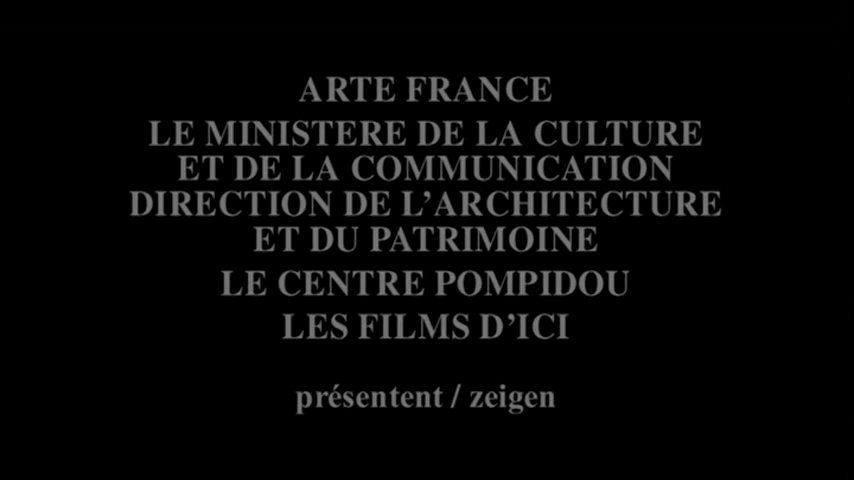 ARTE FRANCE
LE MINISTERE DE LA CULTURE
ET DE LA COMMUNICATION
DIRECTION DE L’ARCHITECTURE
ET DU PATRIMOINE
LE CENTRE POMPIDOU
LES FILMS D’ICI
présentent / zeigen